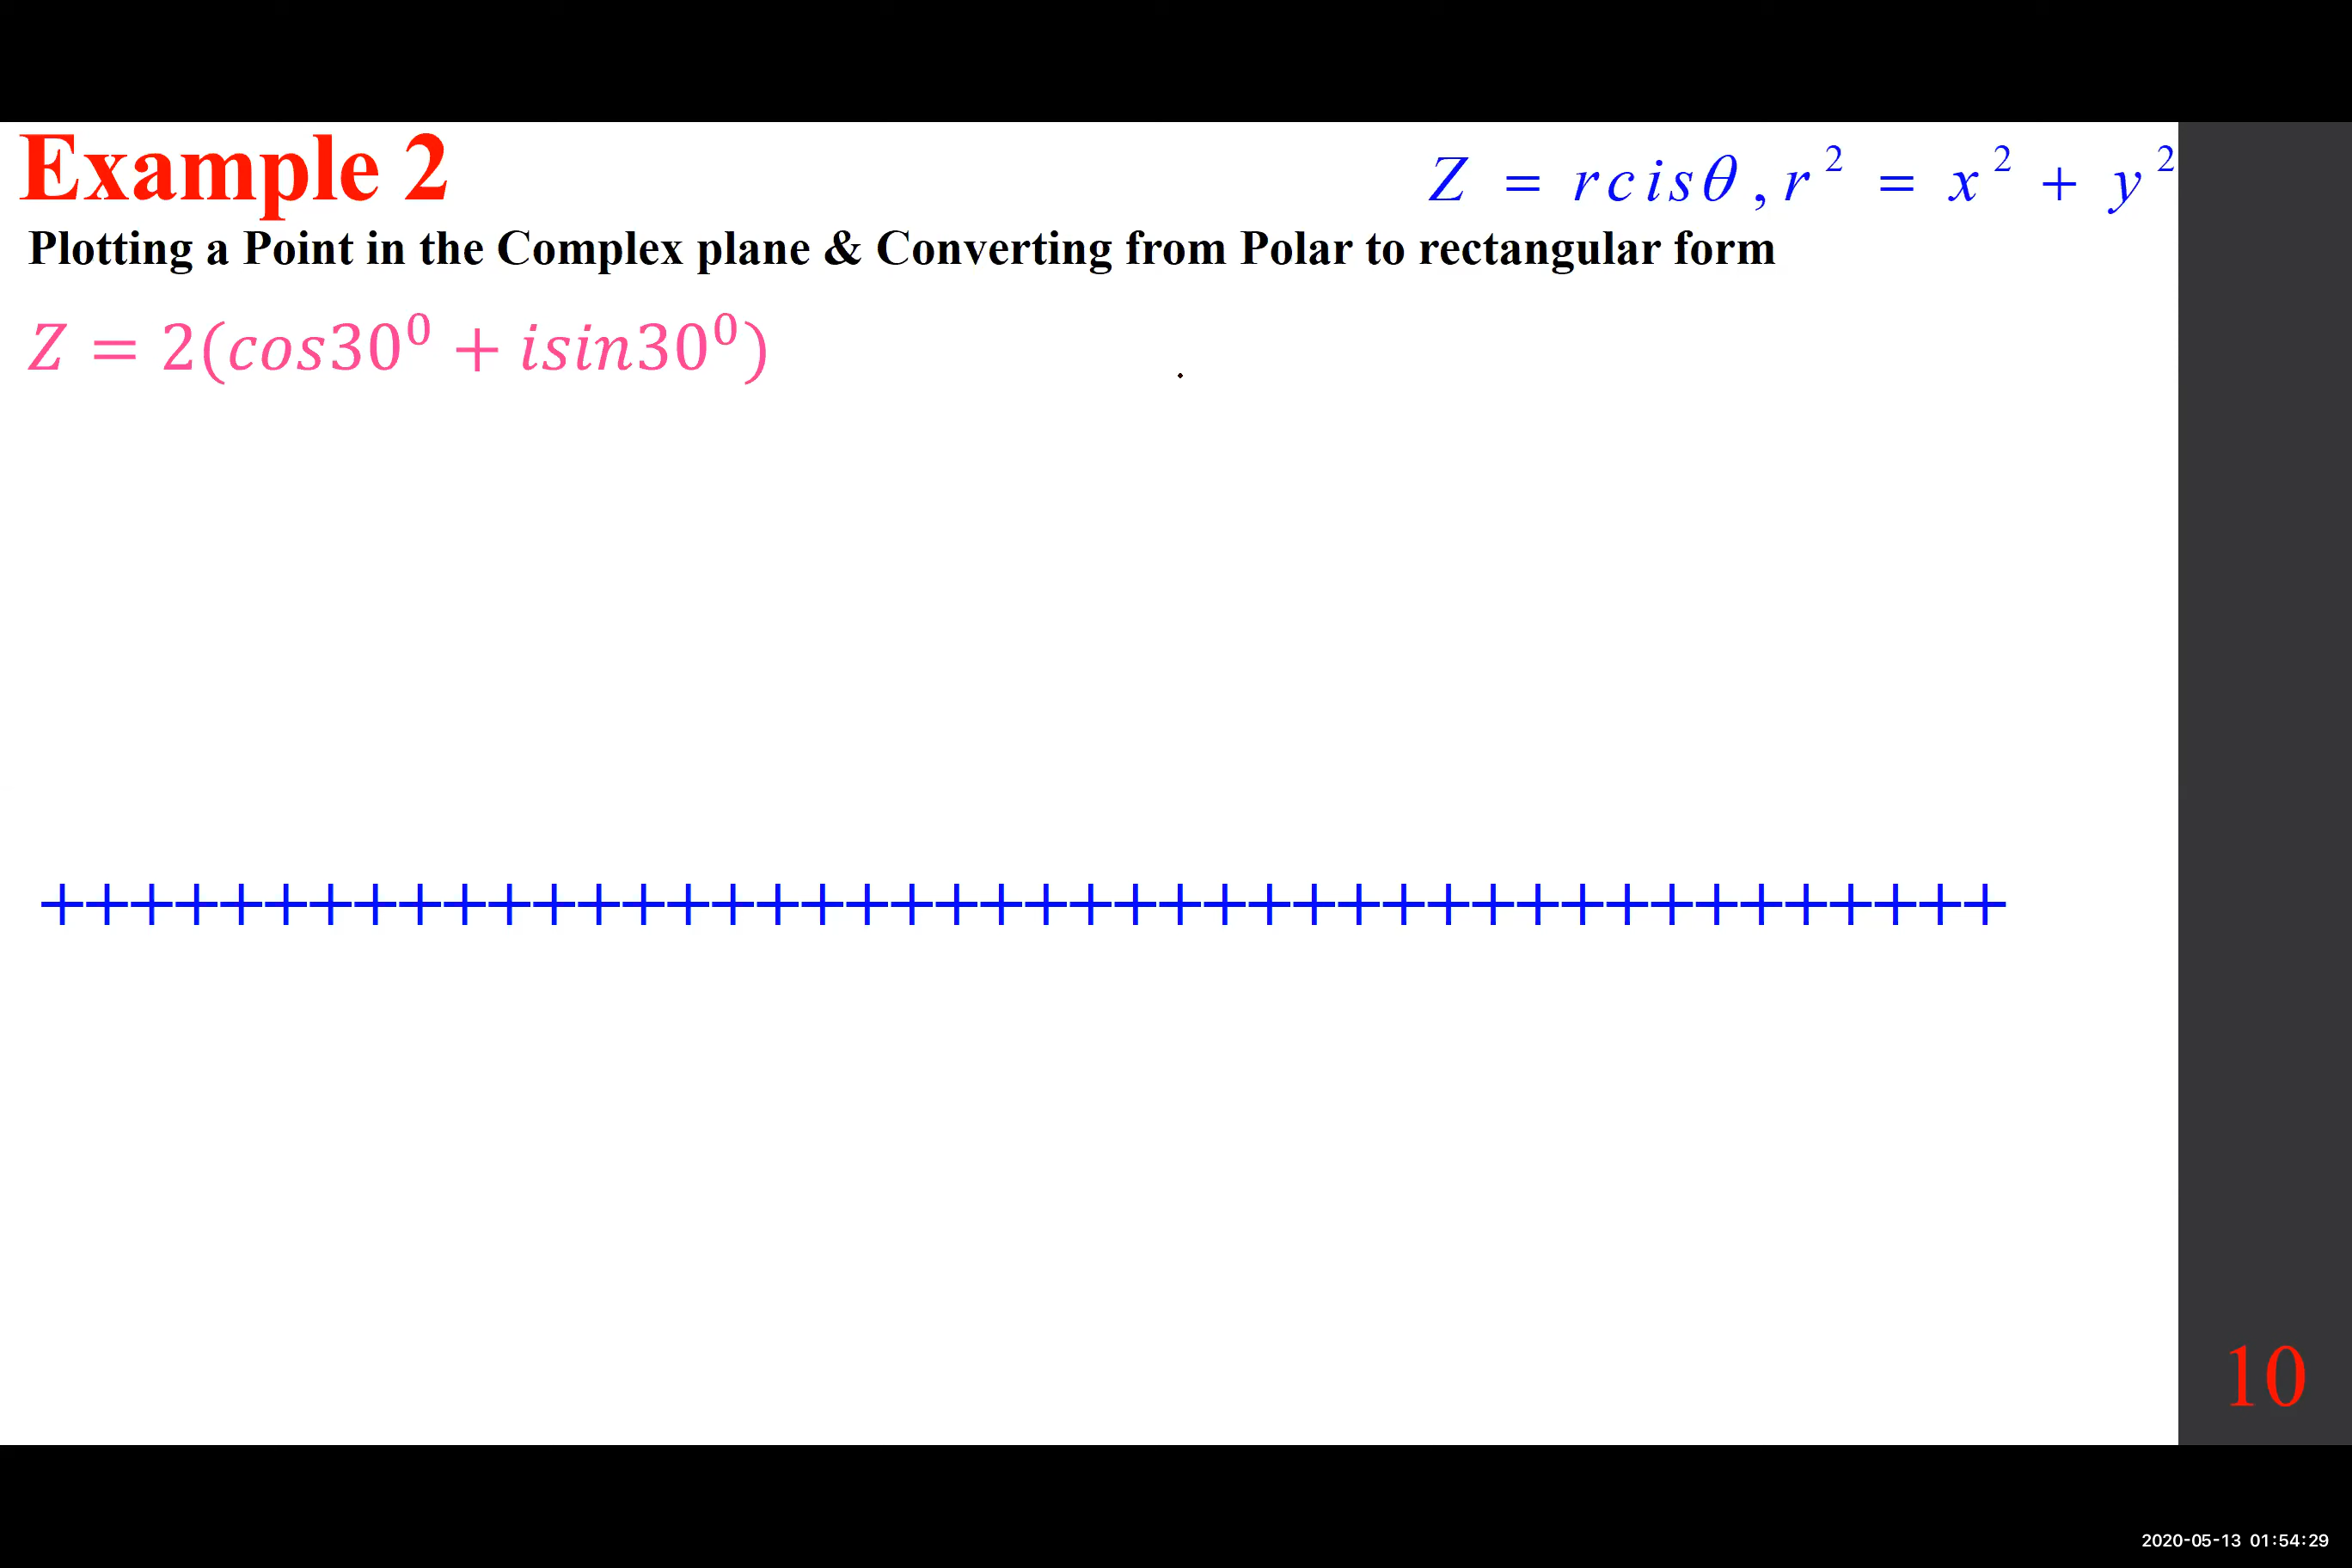 Example 2
Z = rcisθ, r² = x² + y²
Plotting a Point in the Complex plane & Converting from Polar to rectangular form
Z = 2(cos30⁰ + isin30⁰)
++++++++++++++++++++++++++++++++++++++++++++
10
2020-05-13 01:54:29